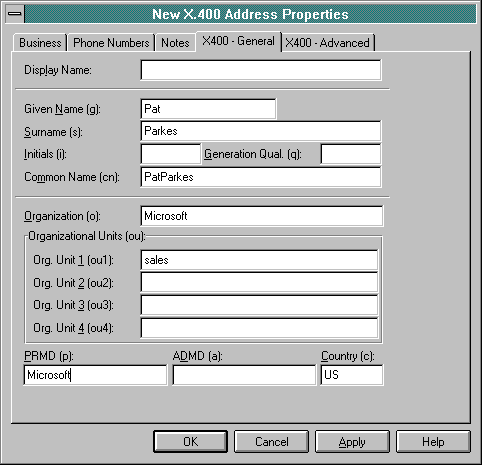 New X.400 Address Properties
Business Phone Numbers Notes X400 - General X400 - Advanced
Display Name:
Given Name (g): Pat
Surname (s): Parkes
Initials (i): Generation Qual. (q):
Common Name (cn): PatParkes
Organization (o): Microsoft
Organizational Units (ou):
Org. Unit 1 (ou1): sales
Org. Unit 2 (ou2):
Org. Unit 3 (ou3):
Org. Unit 4 (ou4):
PRMD (p): ADMD (a): Country (c):
Microsoft US
OK Cancel Apply Help